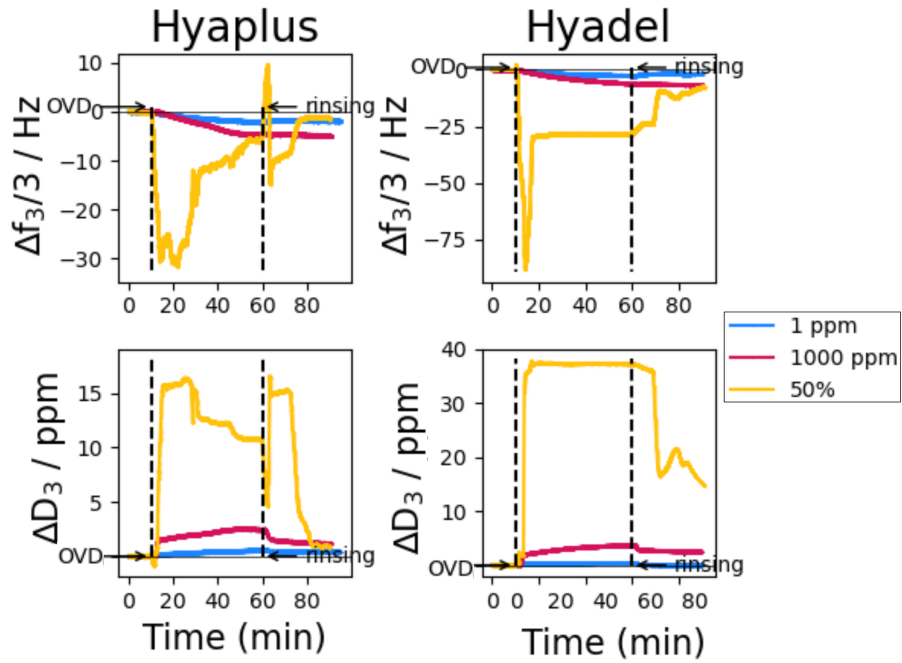 Hyaplus Hyadel
10
OVD 0 rinsing
−10
−20
−30
Δf₃/3 / Hz
0 20 40 60 80
OVD 0 rinsing
−25
−50
−75
Δf₃/3 / Hz
0 20 40 60 80
1 ppm
1000 ppm
50%
15
10
5
OVD 0 rinsing
ΔD₃ / ppm
0 20 40 60 80
Time (min)
40
30
20
10
OVD 0 rinsing
ΔD₃ / ppm
0 0 20 40 60 80
Time (min)